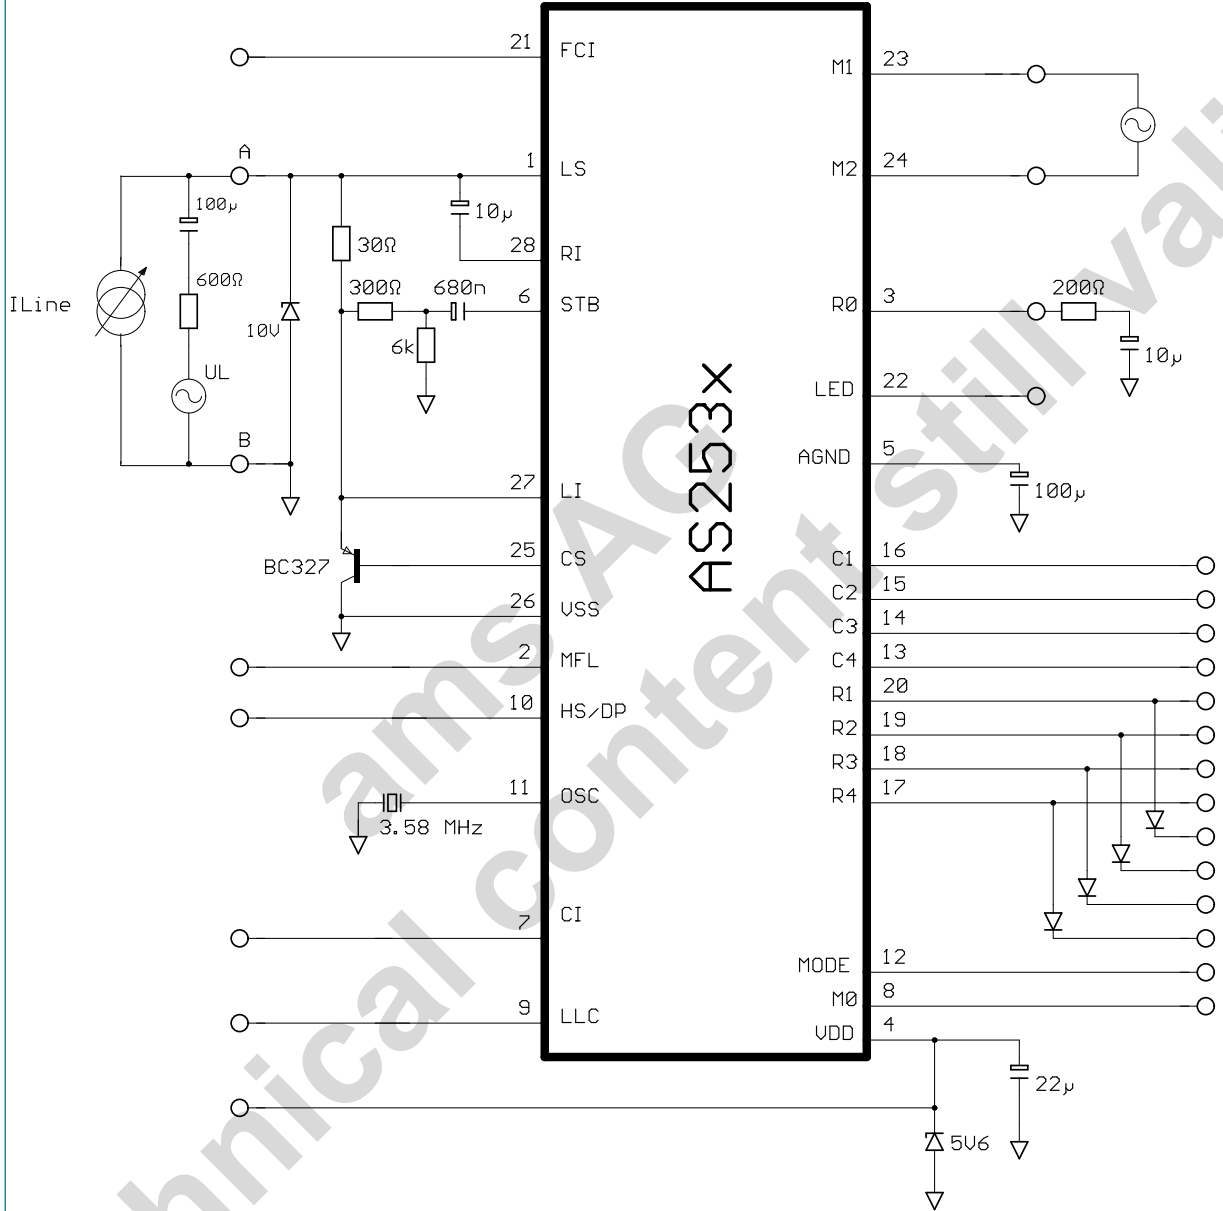 21
FCI
M1
23
A
1
LS
M2
24
100µ
10µ
30Ω
28
RI
ILine
600Ω
300Ω
680n
6
STB
R0
3
200Ω
10V
6k
10µ
UL
LED
22
B
AGND
5
100µ
27
LI
AS253x
BC327
25
CS
C1
16
C2
15
26
VSS
C3
14
2
MFL
C4
13
10
HS/DP
R1
20
R2
19
R3
18
11
OSC
R4
17
3.58 MHz
7
CI
MODE
12
M0
8
9
LLC
VDD
4
22µ
5V6
ams AG
hnical content still vali